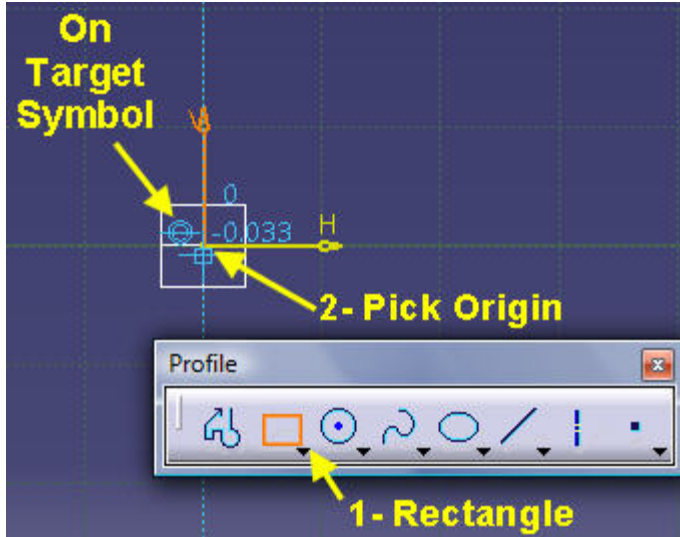 On
Target
Symbol
V
0
-0.033
H
2- Pick Origin
Profile
1- Rectangle